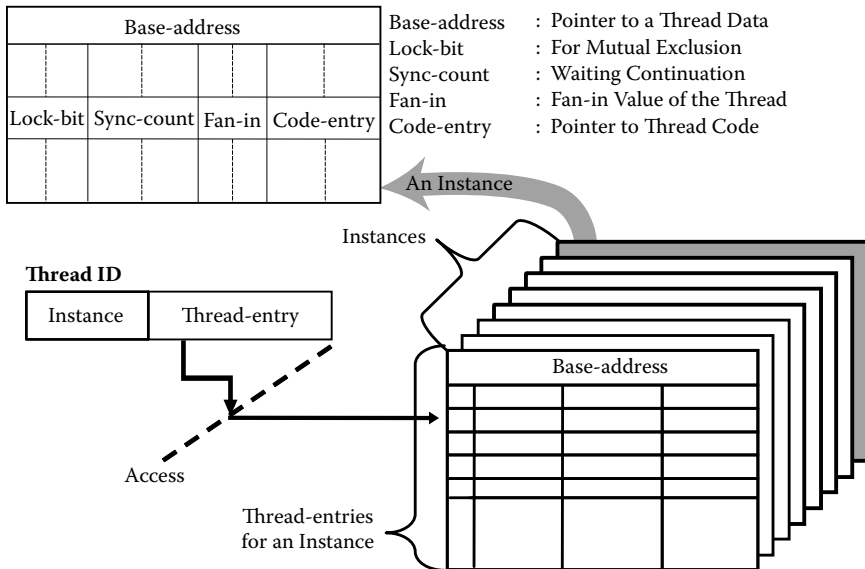 Base-address
Lock-bit Sync-count Fan-in Code-entry
Base-address : Pointer to a Thread Data
Lock-bit : For Mutual Exclusion
Sync-count : Waiting Continuation
Fan-in : Fan-in Value of the Thread
Code-entry : Pointer to Thread Code
An Instance
Instances
Thread ID
Instance Thread-entry
Base-address
Access
Thread-entries
for an Instance